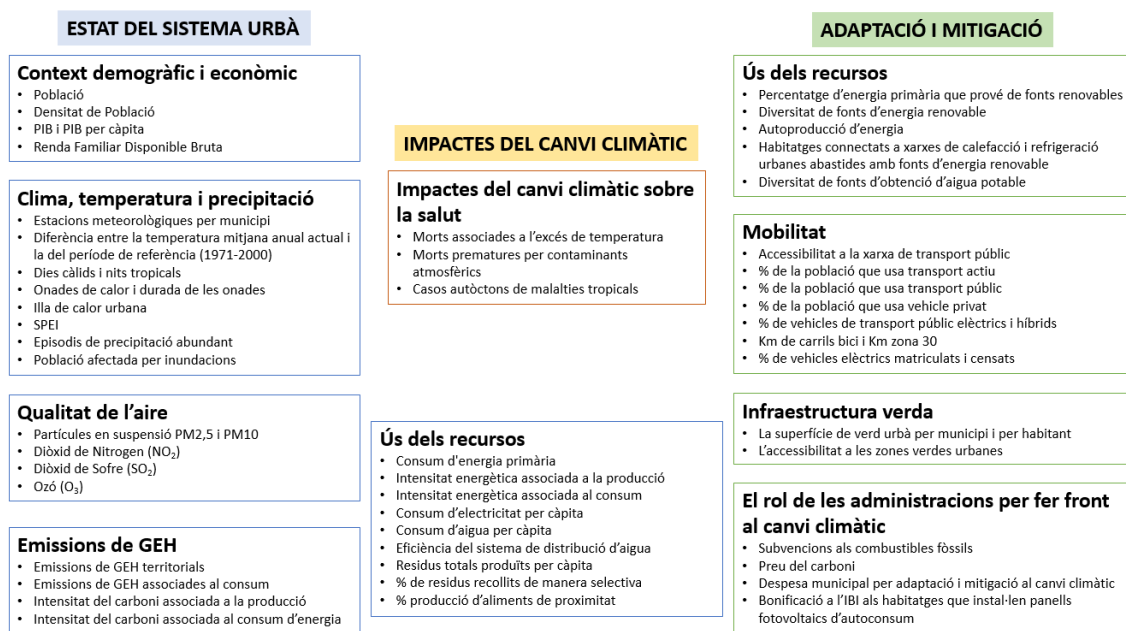 ESTAT DEL SISTEMA URBÀ
Context demogràfic i econòmic
• Població
• Densitat de Població
• PIB i PIB per càpita
• Renda Familiar Disponible Bruta
Clima, temperatura i precipitació
• Estacions meteorològiques per municipi
• Diferència entre la temperatura mitjana anual actual i
la del període de referència (1971-2000)
• Dies càlids i nits tropicals
• Onades de calor i durada de les onades
• Illa de calor urbana
• SPEI
• Episodis de precipitació abundant
• Població afectada per inundacions
Qualitat de l’aire
• Partícules en suspensió PM2,5 i PM10
• Diòxid de Nitrogen (NO₂)
• Diòxid de Sofre (SO₂)
• Ozó (O₃)
Emissions de GEH
• Emissions de GEH territorials
• Emissions de GEH associades al consum
• Intensitat del carboni associada a la producció
• Intensitat del carboni associada al consum d’energia
IMPACTES DEL CANVI CLIMÀTIC
Impactes del canvi climàtic sobre
la salut
• Morts associades a l’excés de temperatura
• Morts prematures per contaminants
atmosfèrics
• Casos autòctons de malalties tropicals
Ús dels recursos
• Consum d'energia primària
• Intensitat energètica associada a la producció
• Intensitat energètica associada al consum
• Consum d’electricitat per càpita
• Consum d’aigua per càpita
• Eficiència del sistema de distribució d’aigua
• Residus totals produïts per càpita
• % de residus recollits de manera selectiva
• % producció d’aliments de proximitat
ADAPTACIÓ I MITIGACIÓ
Ús dels recursos
• Percentatge d’energia primària que prové de fonts renovables
• Diversitat de fonts d’energia renovable
• Autoproducció d’energia
• Habitatges connectats a xarxes de calefacció i refrigeració
urbanes abastides amb fonts d’energia renovable
• Diversitat de fonts d’obtenció d’aigua potable
Mobilitat
• Accessibilitat a la xarxa de transport públic
• % de la població que usa transport actiu
• % de la població que usa transport públic
• % de la població que usa vehicle privat
• % de vehicles de transport públic elèctrics i híbrids
• Km de carrils bici i Km zona 30
• % de vehicles elèctrics matriculats i censats
Infraestructura verda
• La superfície de verd urbà per municipi i per habitant
• L’accessibilitat a les zones verdes urbanes
El rol de les administracions per fer front
al canvi climàtic
• Subvencions als combustibles fòssils
• Preu del carboni
• Despesa municipal per adaptació i mitigació al canvi climàtic
• Bonificació a l’IBI als habitatges que instal·len panells
fotovoltaics d’autoconsum